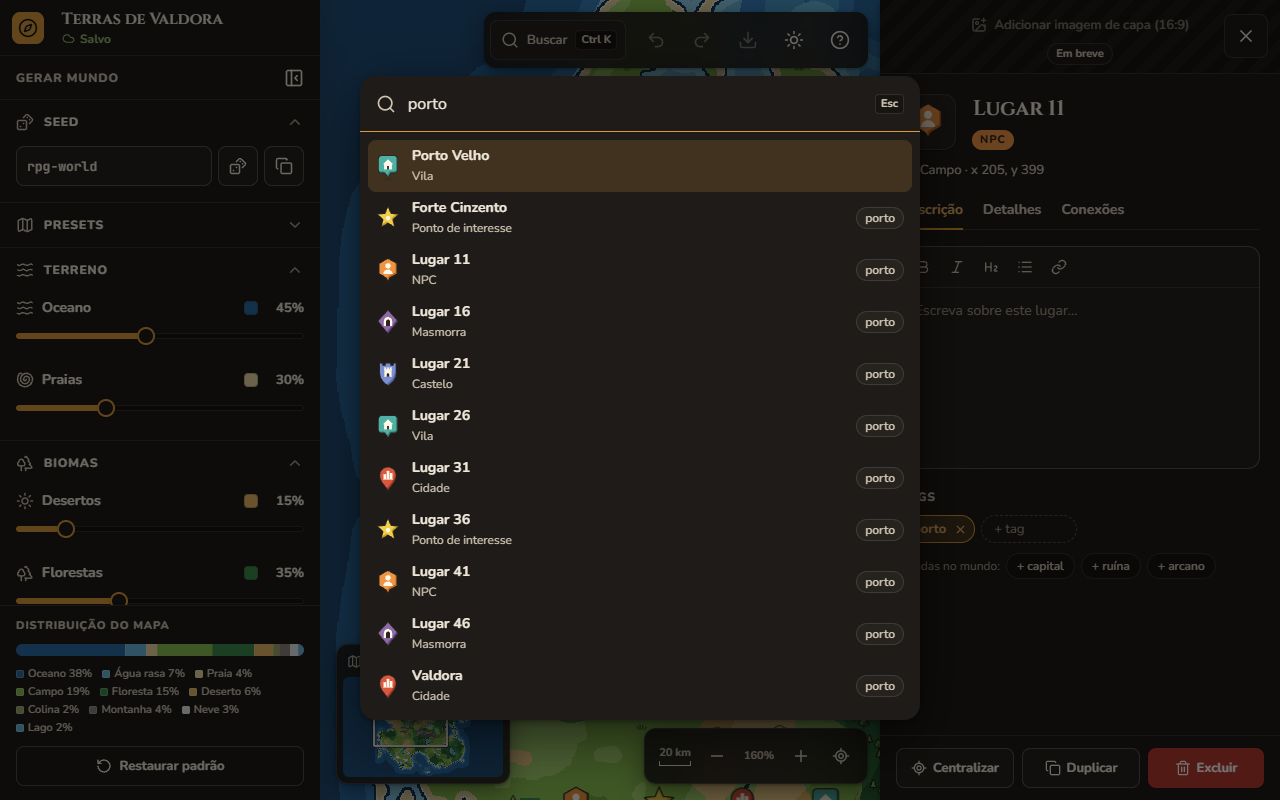 Terras de Valdora
Salvo
GERAR MUNDO
SEED
rpg-world
PRESETS
TERRENO
Oceano 45%
Praias 30%
BIOMAS
Desertos 15%
Florestas 35%
DISTRIBUIÇÃO DO MAPA
Oceano 38% Água rasa 7% Praia 4%
Campo 19% Floresta 15% Deserto 6%
Colina 2% Montanha 4% Neve 3%
Lago 2%
Restaurar padrão
Buscar Ctrl K
porto Esc
Porto Velho
Vila
Forte Cinzento
Ponto de interesse
porto
Lugar 11
NPC
porto
Lugar 16
Masmorra
porto
Lugar 21
Castelo
porto
Lugar 26
Vila
porto
Lugar 31
Cidade
porto
Lugar 36
Ponto de interesse
porto
Lugar 41
NPC
porto
Lugar 46
Masmorra
porto
Valdora
Cidade
porto
20 km 160%
Adicionar imagem de capa (16:9)
Em breve
Lugar 11
NPC
Campo · x 205, y 399
scrição Detalhes Conexões
B I H2
Escreva sobre este lugar...
GS
orto + tag
das no mundo: + capital + ruína + arcano
Centralizar Duplicar Excluir